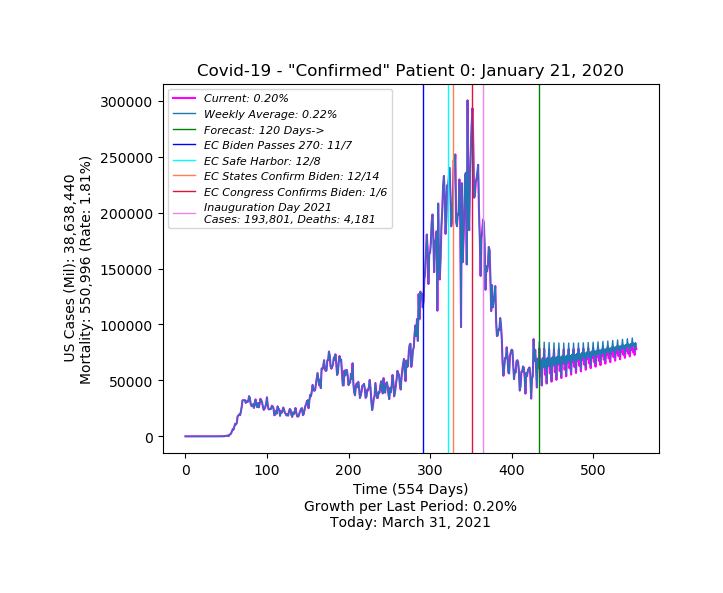 Covid-19 - "Confirmed" Patient 0: January 21, 2020
Current: 0.20%
Weekly Average: 0.22%
Forecast: 120 Days->
EC Biden Passes 270: 11/7
EC Safe Harbor: 12/8
EC States Confirm Biden: 12/14
EC Congress Confirms Biden: 1/6
Inauguration Day 2021
Cases: 193,801, Deaths: 4,181
US Cases (Mil): 38,638,440
Mortality: 550,996 (Rate: 1.81%)
300000
250000
200000
150000
100000
50000
0
0 100 200 300 400 500
Time (554 Days)
Growth per Last Period: 0.20%
Today: March 31, 2021